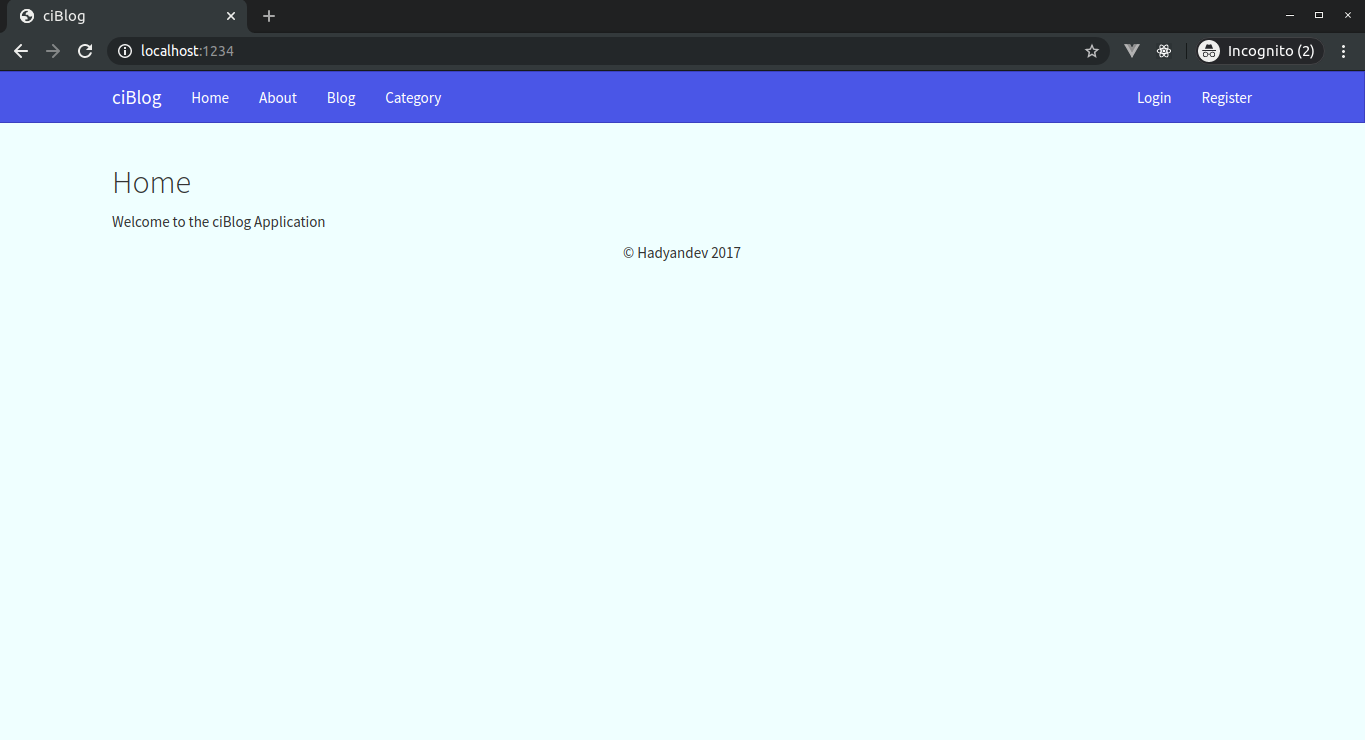 ciBlog
localhost:1234
Incognito (2)
ciBlog Home About Blog Category Login Register
Home
Welcome to the ciBlog Application
© Hadyandev 2017